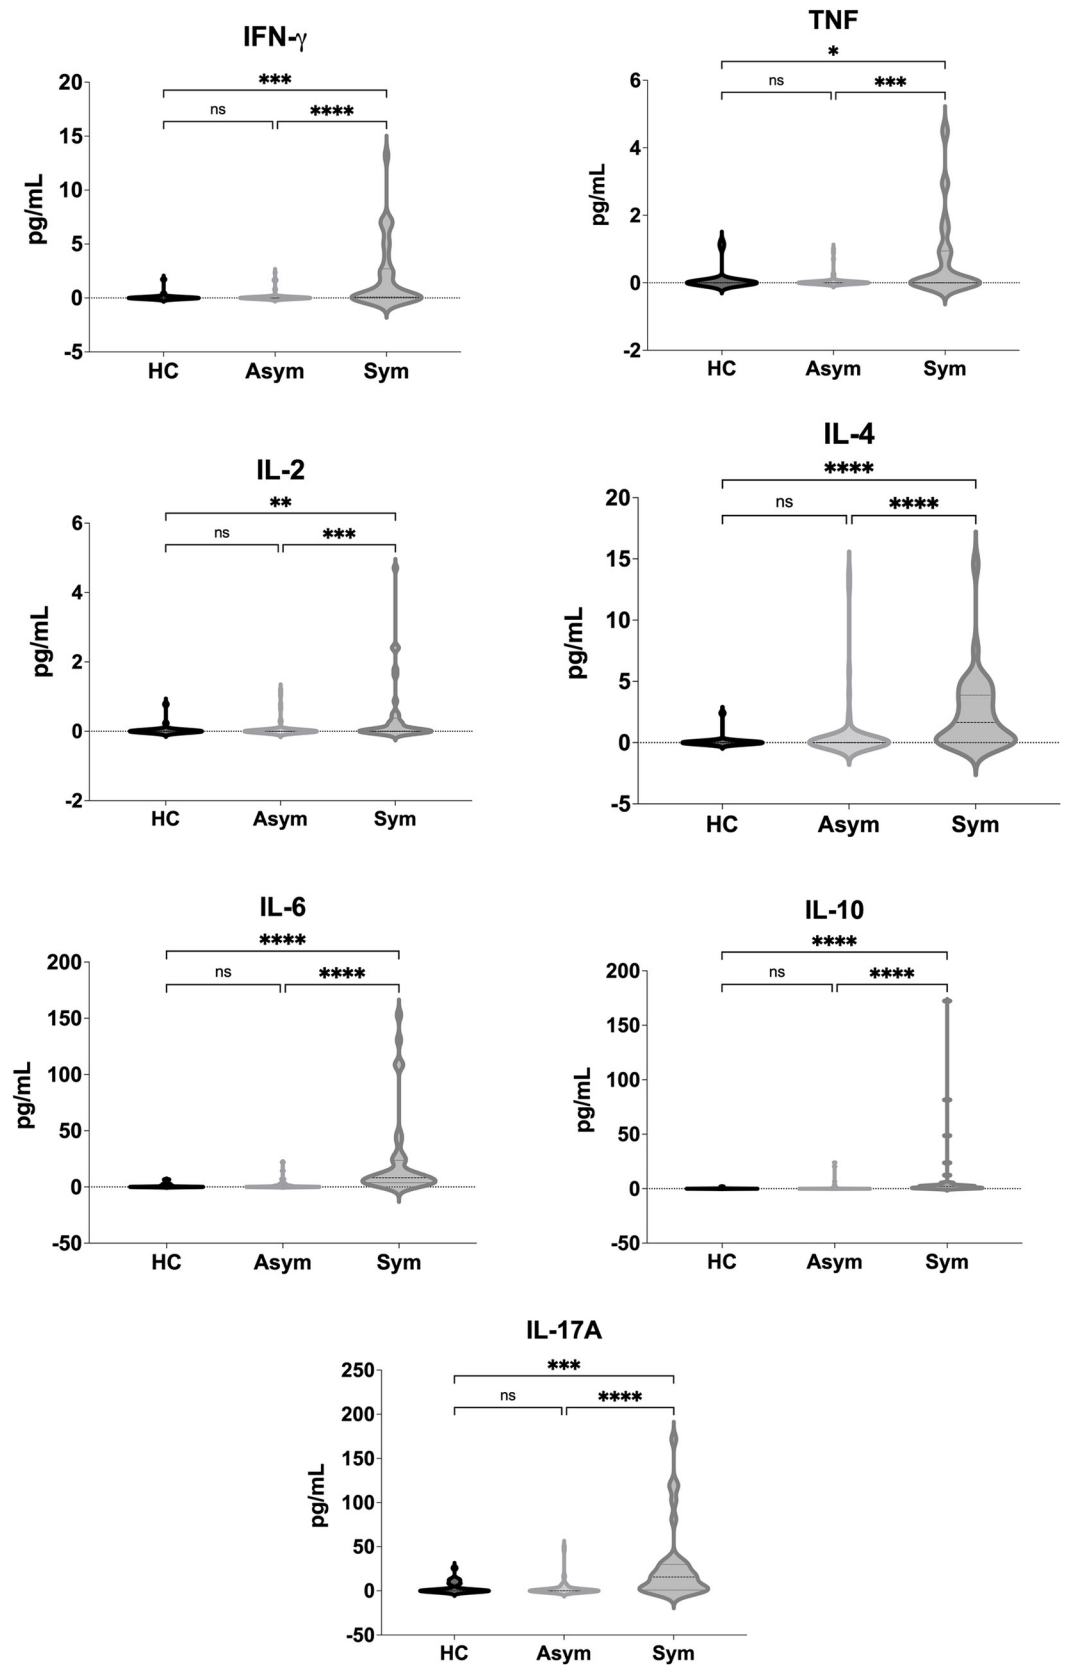 IFN-γ
***
ns
****
20
15
10
5
0
-5
pg/mL
HC
Asym
Sym
TNF
*
ns
***
6
4
2
0
-2
pg/mL
HC
Asym
Sym
IL-2
**
ns
***
6
4
2
0
-2
pg/mL
HC
Asym
Sym
IL-4
****
ns
****
20
15
10
5
0
-5
pg/mL
HC
Asym
Sym
IL-6
****
ns
****
200
150
100
50
0
-50
pg/mL
HC
Asym
Sym
IL-10
****
ns
****
200
150
100
50
0
-50
pg/mL
HC
Asym
Sym
IL-17A
***
ns
****
250
200
150
100
50
0
-50
pg/mL
HC
Asym
Sym